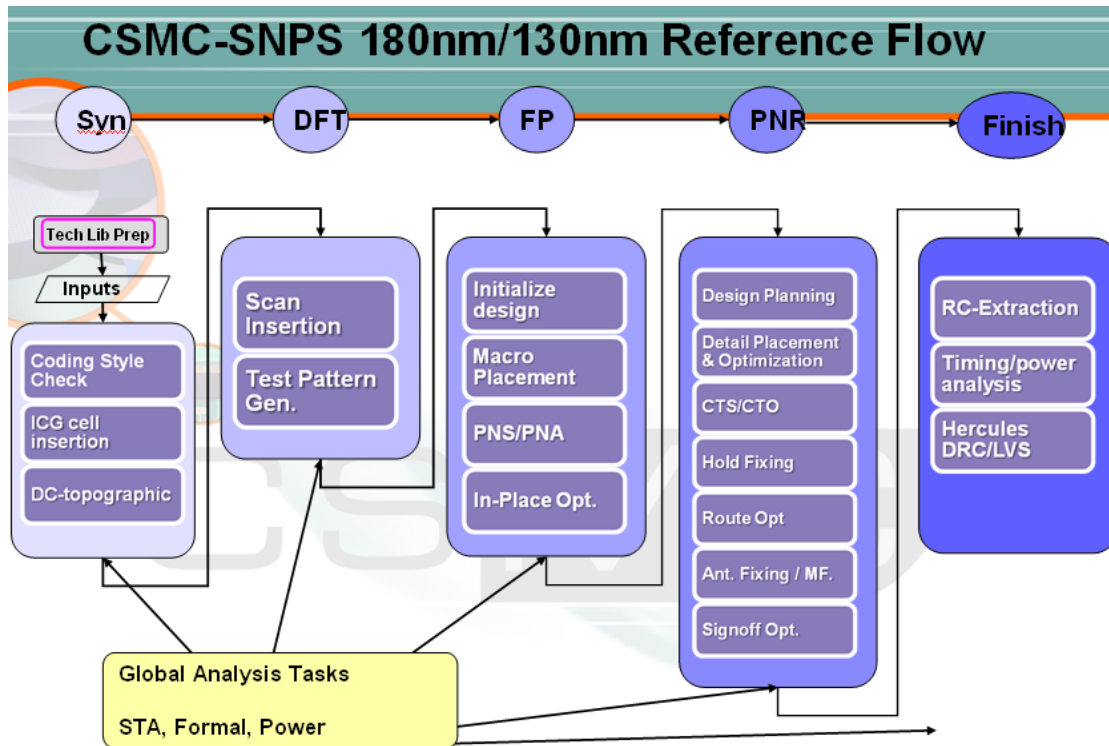 CSMC-SNPS 180nm/130nm Reference Flow
Syn
DFT
FP
PNR
Finish
Tech Lib Prep
Inputs
Coding Style
Check
ICG cell
insertion
DC-topographic
Scan
Insertion
Test Pattern
Gen.
Initialize
design
Macro
Placement
PNS/PNA
In-Place Opt.
Design Planning
Detail Placement
& Optimization
CTS/CTO
Hold Fixing
Route Opt
Ant. Fixing / MF.
Signoff Opt.
RC-Extraction
Timing/power
analysis
Hercules
DRC/LVS
Global Analysis Tasks
STA, Formal, Power
CSMC